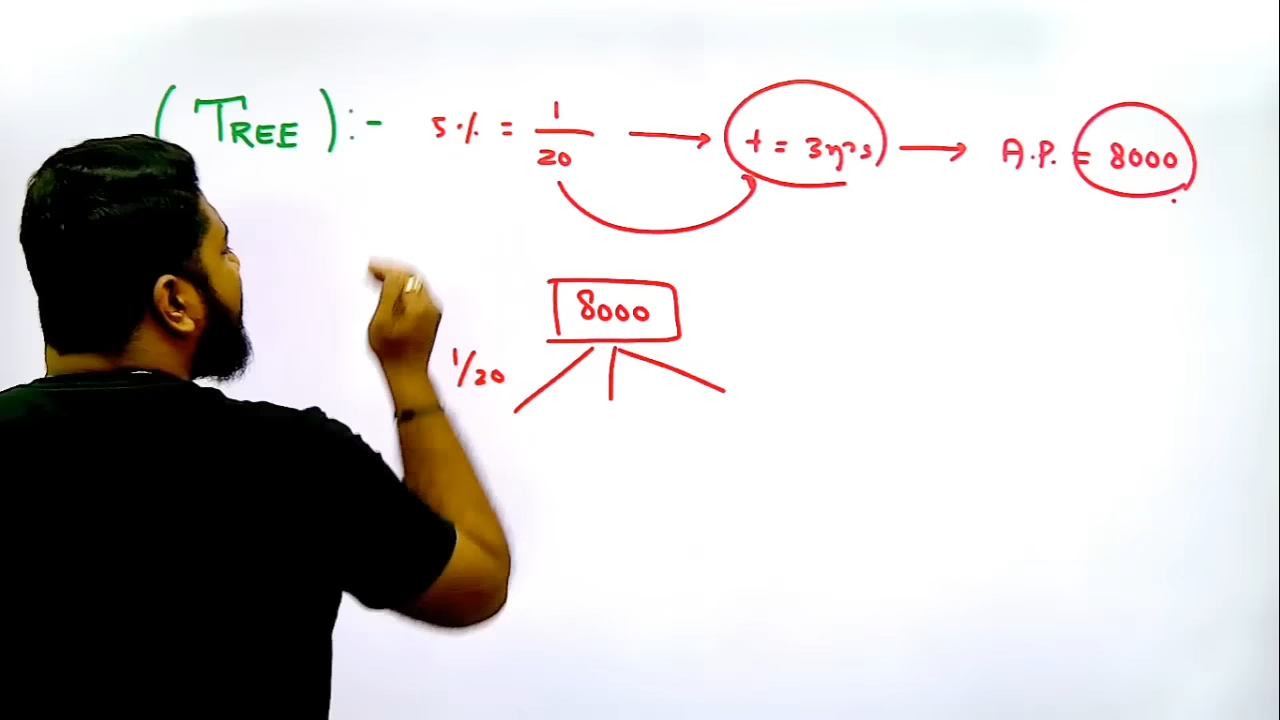 (TREE):- 5% = 1/20 → t = 3yrs → A.P. = 8000
8000
1/20